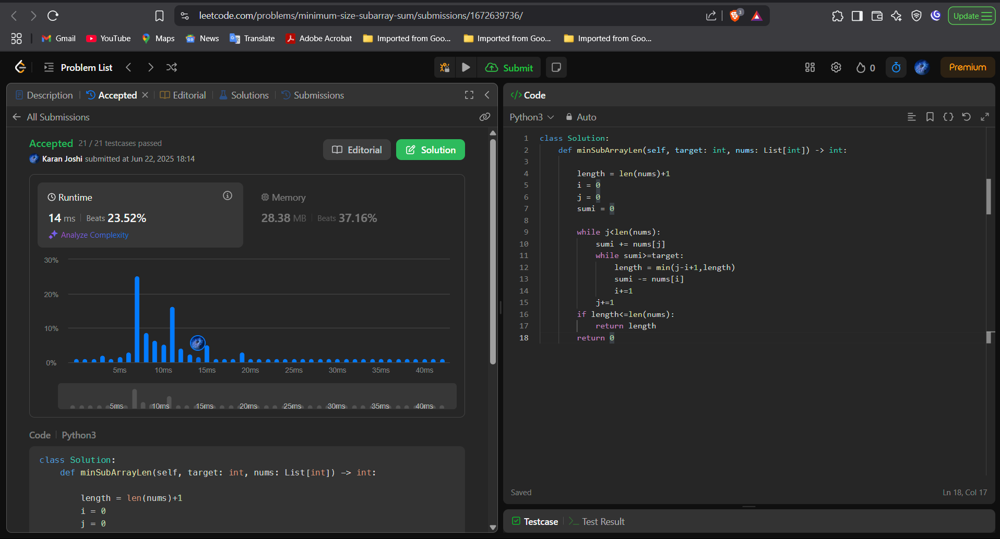 leetcode.com/problems/minimum-size-subarray-sum/submissions/1672639736/
3
Update
Gmail
YouTube
Maps
News
Translate
Adobe Acrobat
Imported from Goo...
Imported from Goo...
Imported from Goo...
Problem List
Submit
0
Premium
Description
Accepted
Editorial
Solutions
Submissions
All Submissions
Accepted 21 / 21 testcases passed
Karan Joshi submitted at Jun 22, 2025 18:14
Editorial
Solution
Runtime
14 ms Beats 23.52%
Analyze Complexity
Memory
28.38 MB Beats 37.16%
30%
20%
10%
0%
5ms 10ms 15ms 20ms 25ms 30ms 35ms 40ms
5ms 10ms 15ms 20ms 25ms 30ms 35ms 40ms
Code Python3
class Solution:
    def minSubArrayLen(self, target: int, nums: List[int]) -> int:
        length = len(nums)+1
        i = 0
        j = 0
</> Code
Python3 Auto
1 class Solution:
2     def minSubArrayLen(self, target: int, nums: List[int]) -> int:
3
4         length = len(nums)+1
5         i = 0
6         j = 0
7         sumi = 0
8
9         while j<len(nums):
10             sumi += nums[j]
11             while sumi>=target:
12                 length = min(j-i+1,length)
13                 sumi -= nums[i]
14                 i+=1
15             j+=1
16         if length<=len(nums):
17             return length
18         return 0
Saved
Ln 18, Col 17
Testcase
Test Result